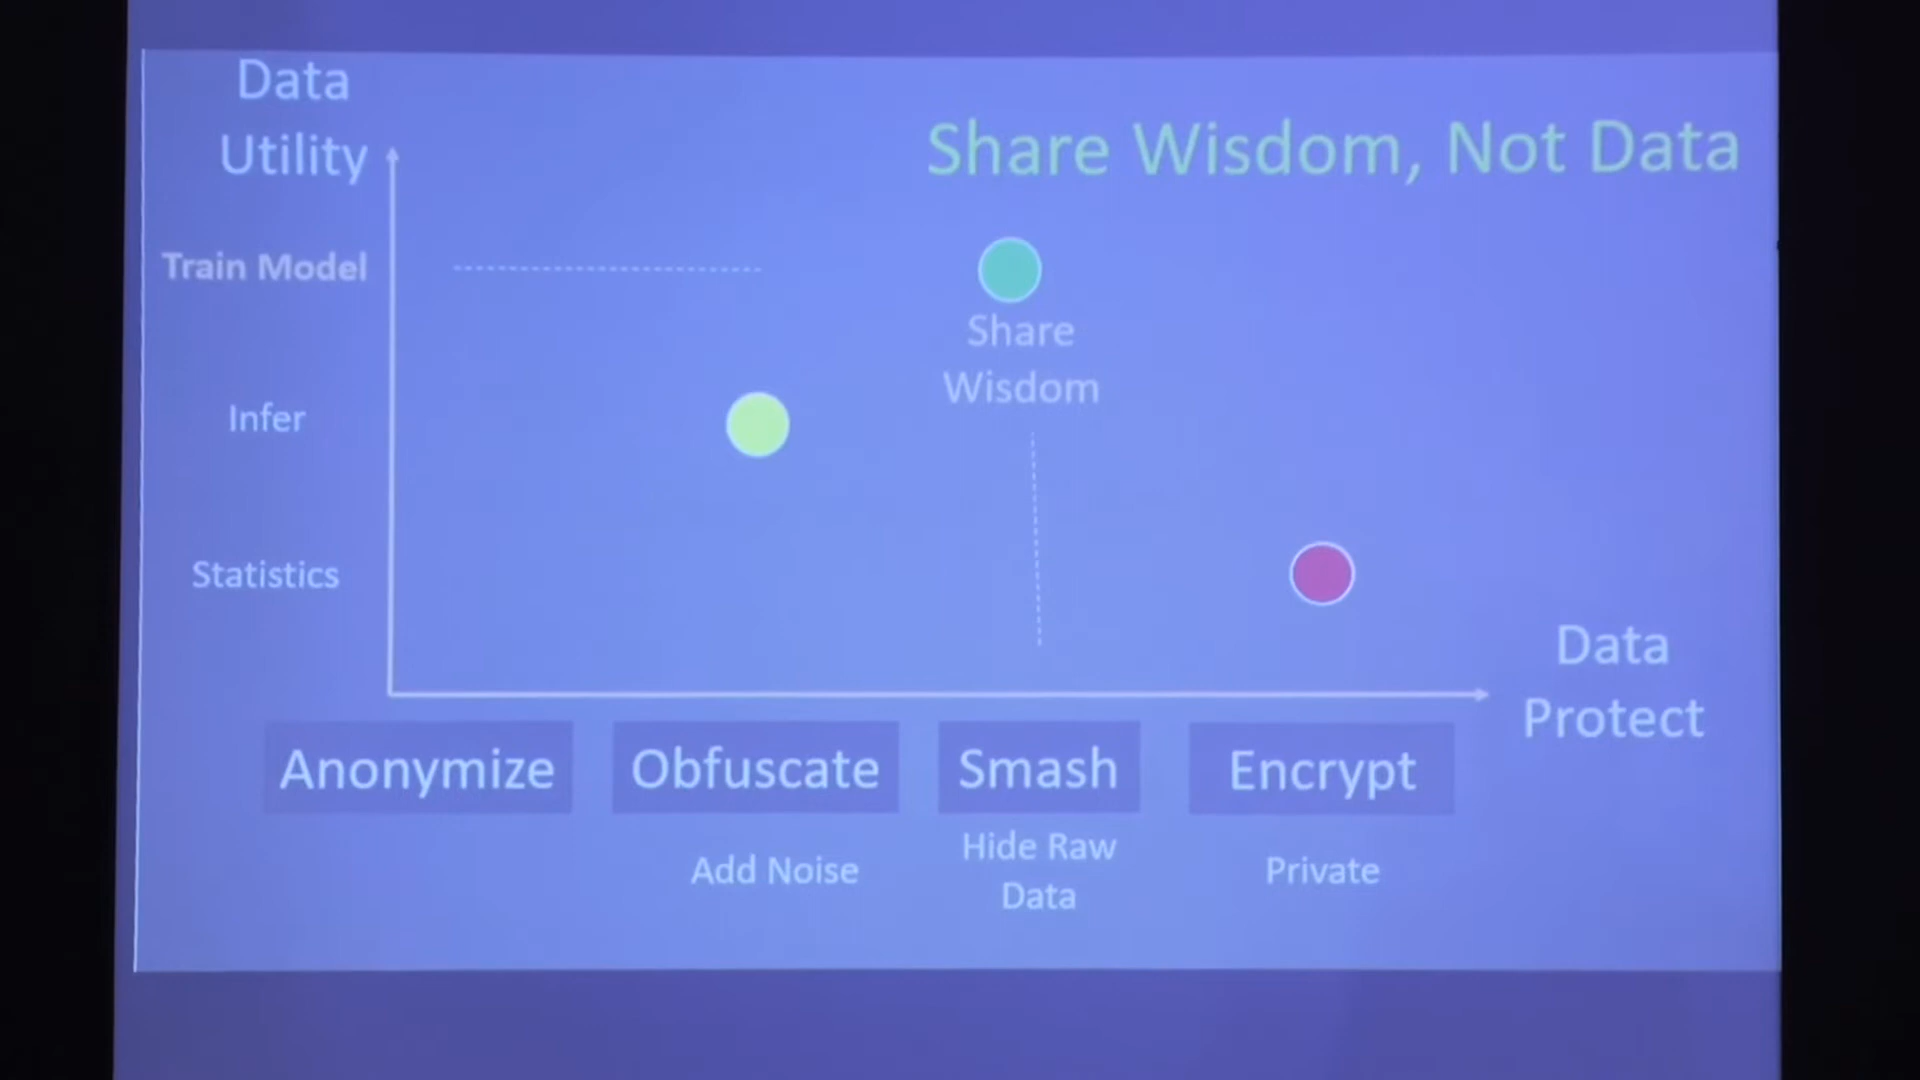 Data
Utility
Share Wisdom, Not Data
Train Model
Share
Wisdom
Infer
Statistics
Data
Protect
Anonymize
Obfuscate
Smash
Encrypt
Add Noise
Hide Raw
Data
Private